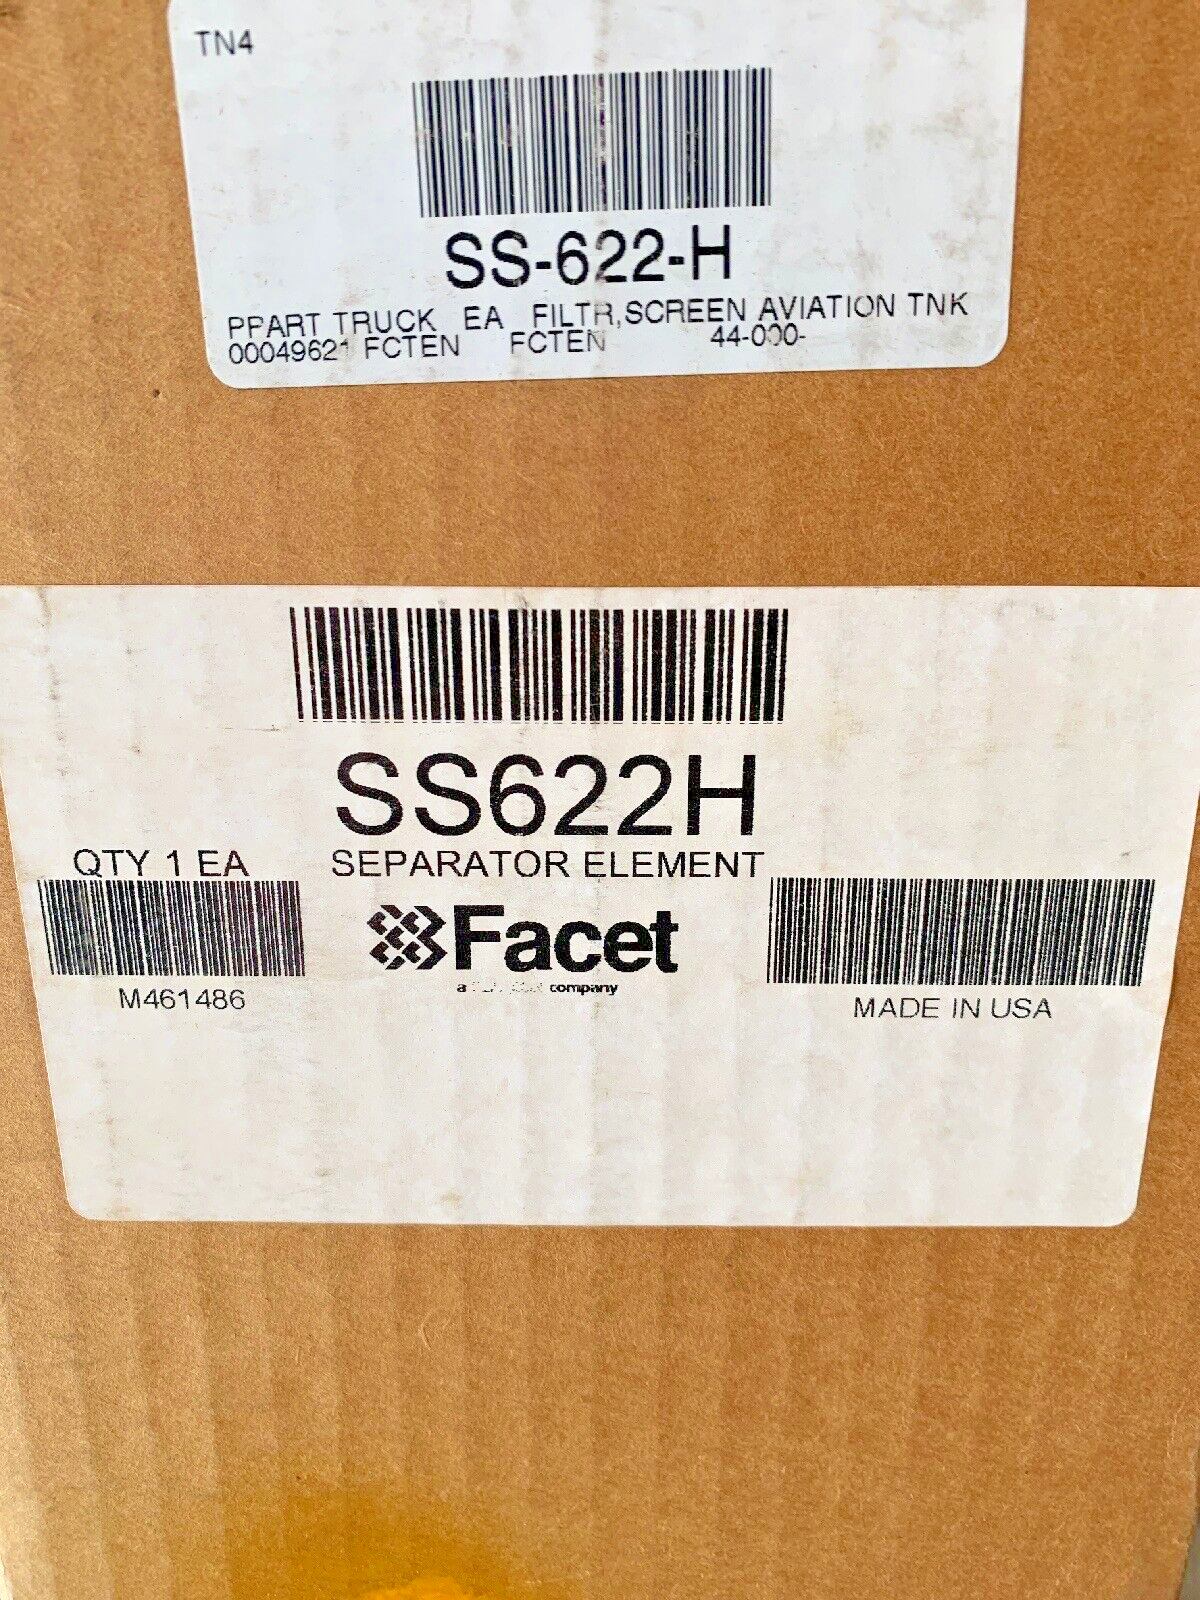 TN4
SS-622-H
PPART TRUCK EA FILTR,SCREEN AVIATION TNK
00049621 FCTEN FCTEN 44-000-
SS622H
QTY 1 EA SEPARATOR ELEMENT
Facet
a company
M461486
MADE IN USA